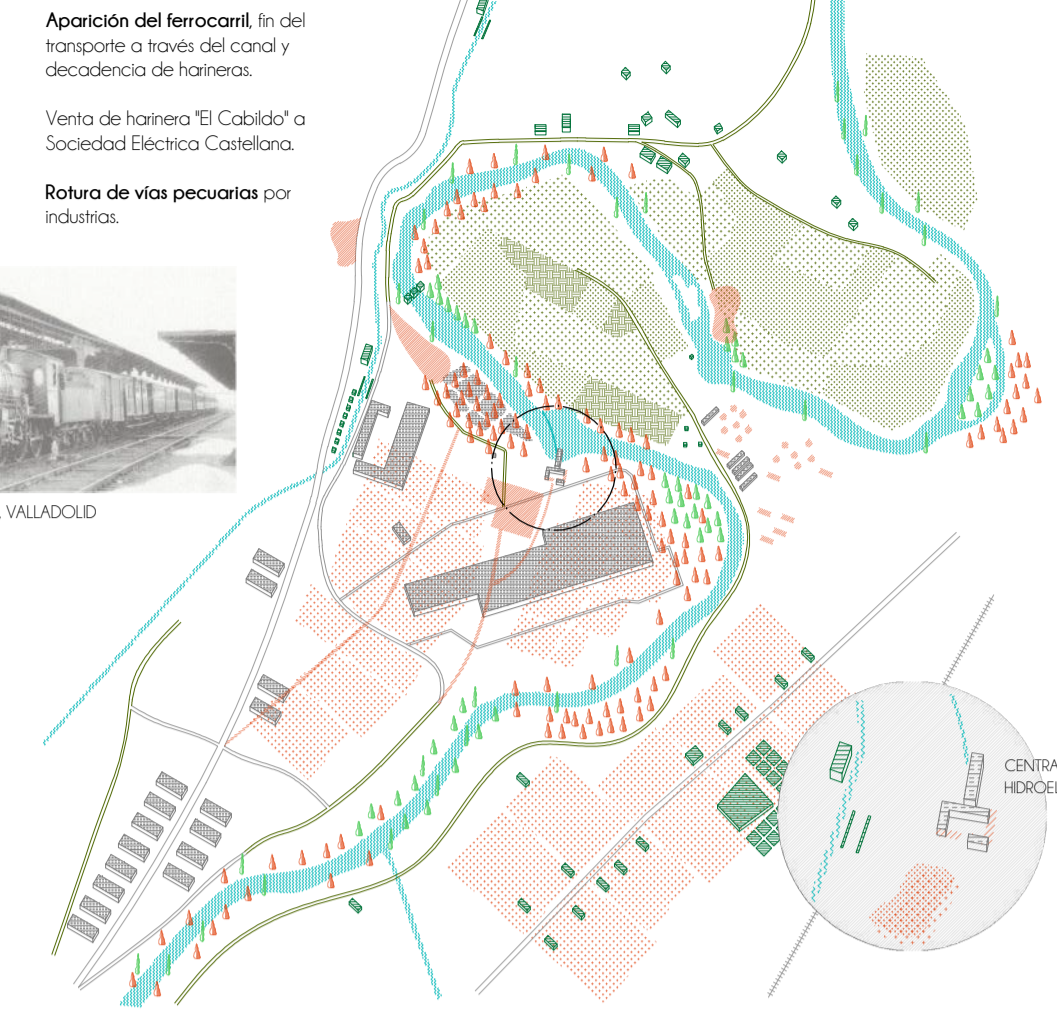 Aparición del ferrocarril, fin del
transporte a través del canal y
decadencia de harineras.
Venta de harinera "El Cabildo" a
Sociedad Eléctrica Castellana.
Rotura de vías pecuarias por
industrias.
VALLADOLID
CENTRA
HIDROEL